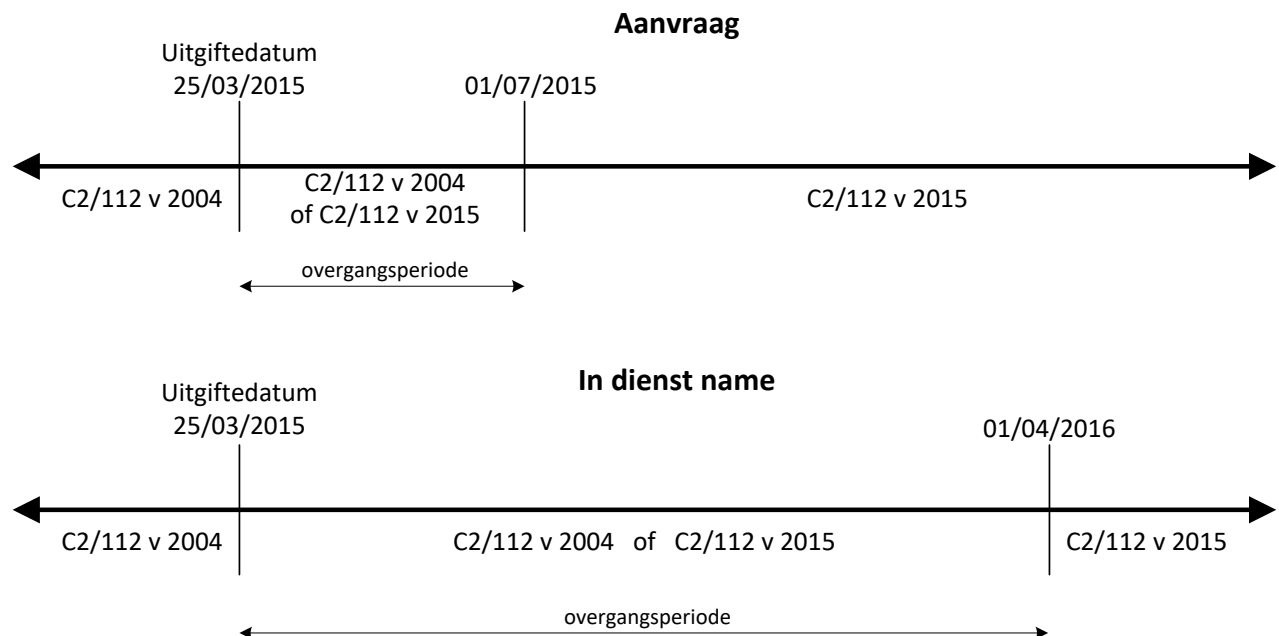 Aanvraag
Uitgiftedatum
25/03/2015
01/07/2015
C2/112 v 2004
C2/112 v 2004
of C2/112 v 2015
C2/112 v 2015
overgangsperiode
In dienst name
Uitgiftedatum
25/03/2015
01/04/2016
C2/112 v 2004
C2/112 v 2004 of C2/112 v 2015
C2/112 v 2015
overgangsperiode